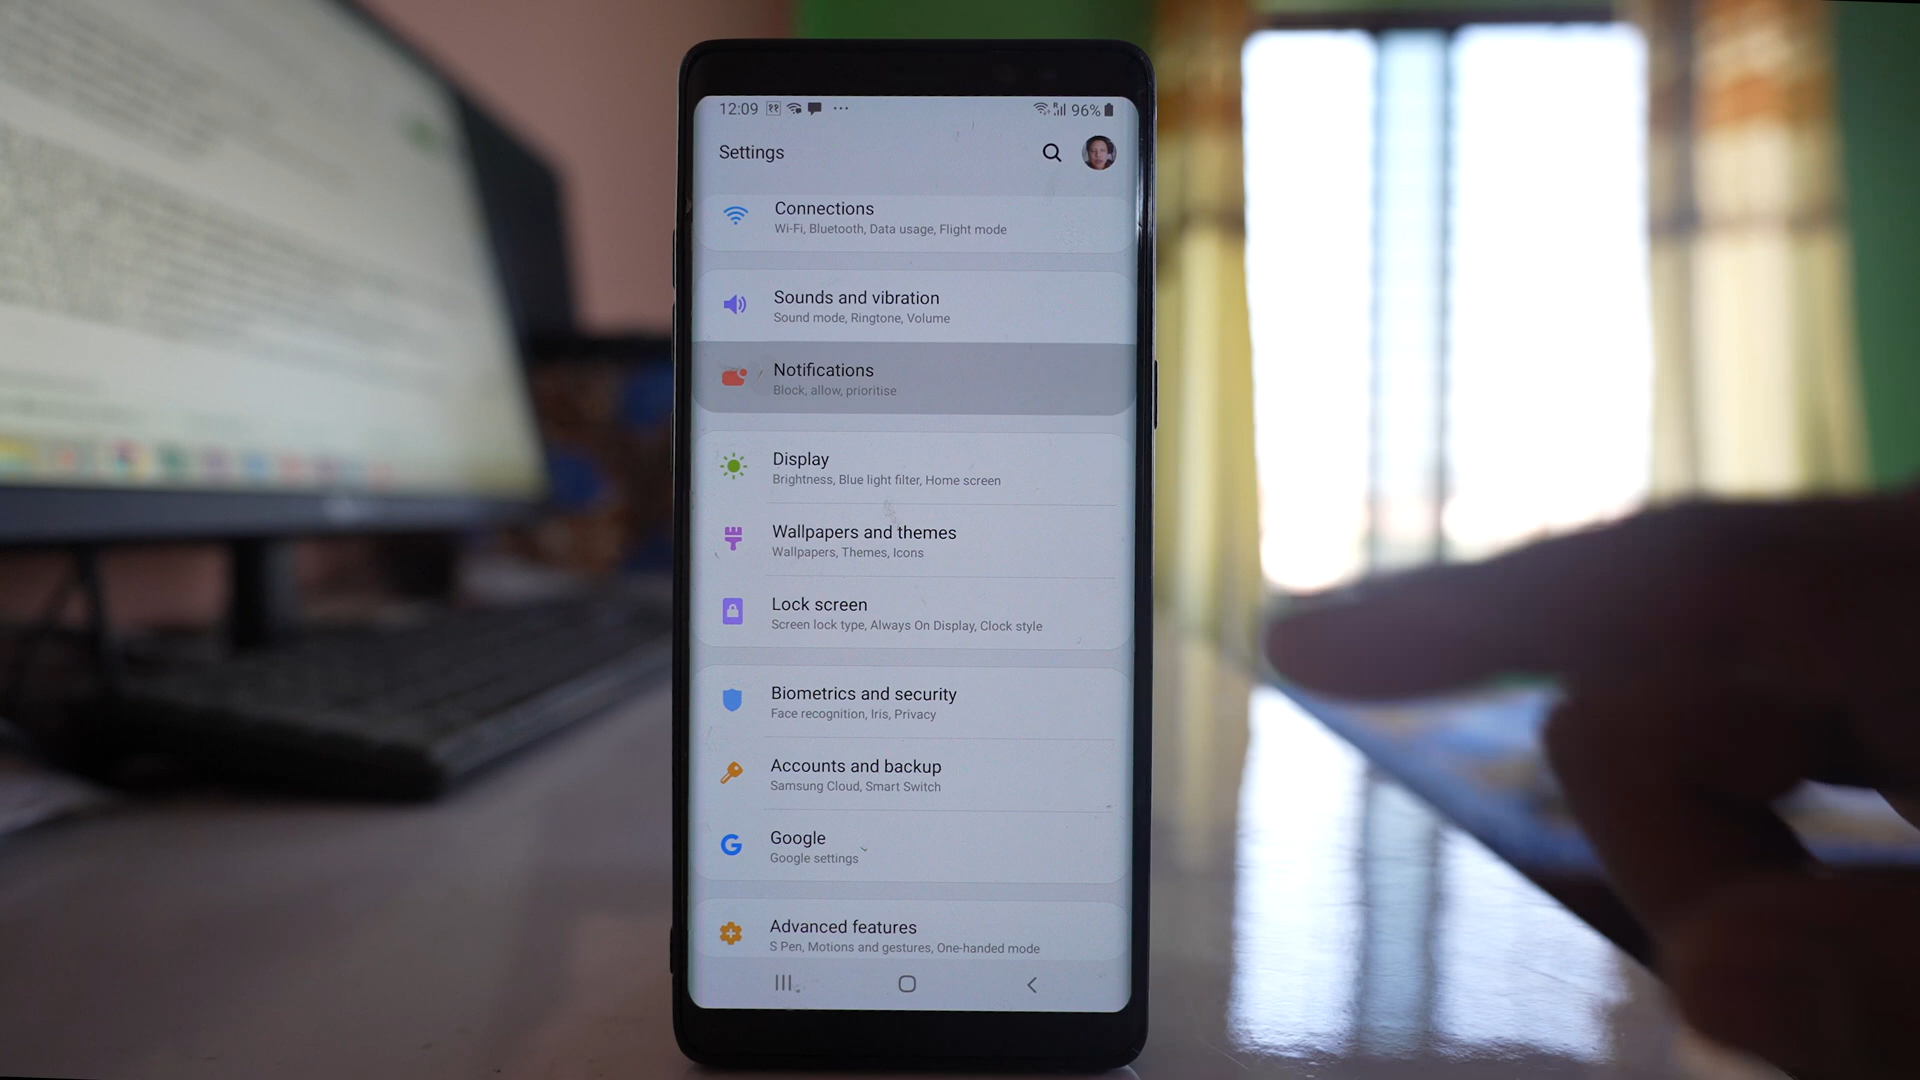 12:09
96%
Settings
Connections
Wi-Fi, Bluetooth, Data usage, Flight mode
Sounds and vibration
Sound mode, Ringtone, Volume
Notifications
Block, allow, prioritise
Display
Brightness, Blue light filter, Home screen
Wallpapers and themes
Wallpapers, Themes, Icons
Lock screen
Screen lock type, Always On Display, Clock style
Biometrics and security
Face recognition, Iris, Privacy
Accounts and backup
Samsung Cloud, Smart Switch
Google
Google settings
Advanced features
S Pen, Motions and gestures, One-handed mode